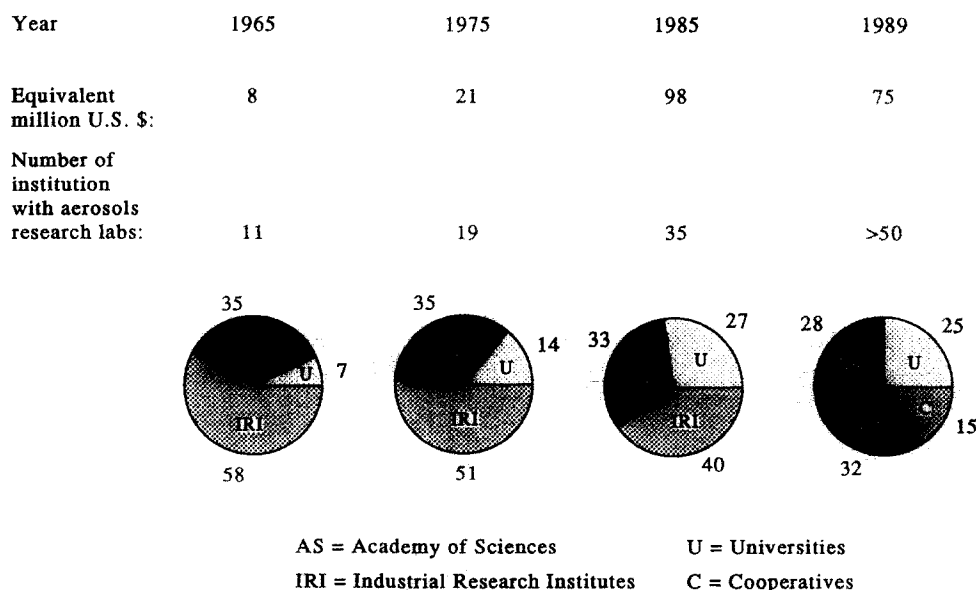 Year 1965 1975 1985 1989
Equivalent
million U.S. $: 8 21 98 75
Number of
institution
with aerosols
research labs: 11 19 35 >50
35 35 27 28 25
33
14
U 7 U U U
C
IRI IRI IRI 15
58 51 40 32
AS = Academy of Sciences U = Universities
IRI = Industrial Research Institutes C = Cooperatives